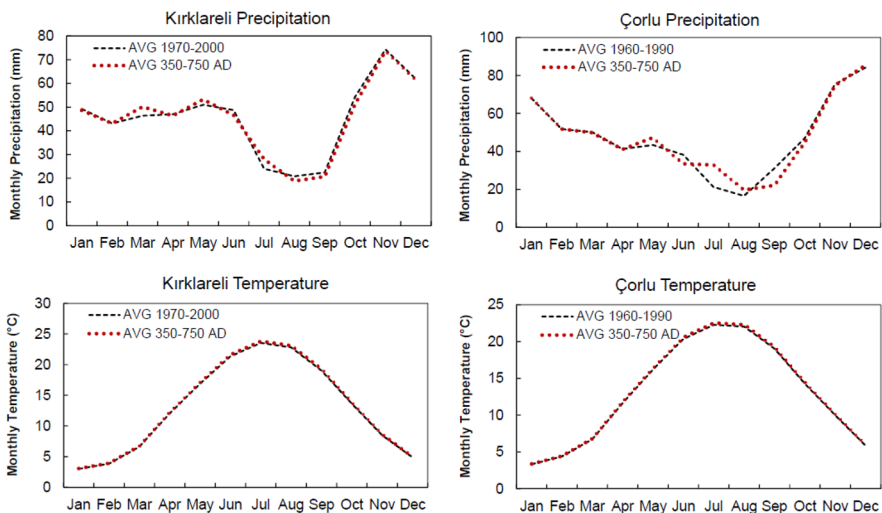 Kırklareli Precipitation
Monthly Precipitation (mm)
80
70
60
50
40
30
20
10
0
AVG 1970-2000
AVG 350-750 AD
Jan Feb Mar Apr May Jun Jul Aug Sep Oct Nov Dec
Çorlu Precipitation
Monthly Precipitation (mm)
100
80
60
40
20
0
AVG 1960-1990
AVG 350-750 AD
Jan Feb Mar Apr May Jun Jul Aug Sep Oct Nov Dec
Kırklareli Temperature
Monthly Temperature (°C)
30
25
20
15
10
5
0
AVG 1970-2000
AVG 350-750 AD
Jan Feb Mar Apr May Jun Jul Aug Sep Oct Nov Dec
Çorlu Temperature
Monthly Temperature (°C)
25
20
15
10
5
0
AVG 1960-1990
AVG 350-750 AD
Jan Feb Mar Apr May Jun Jul Aug Sep Oct Nov Dec